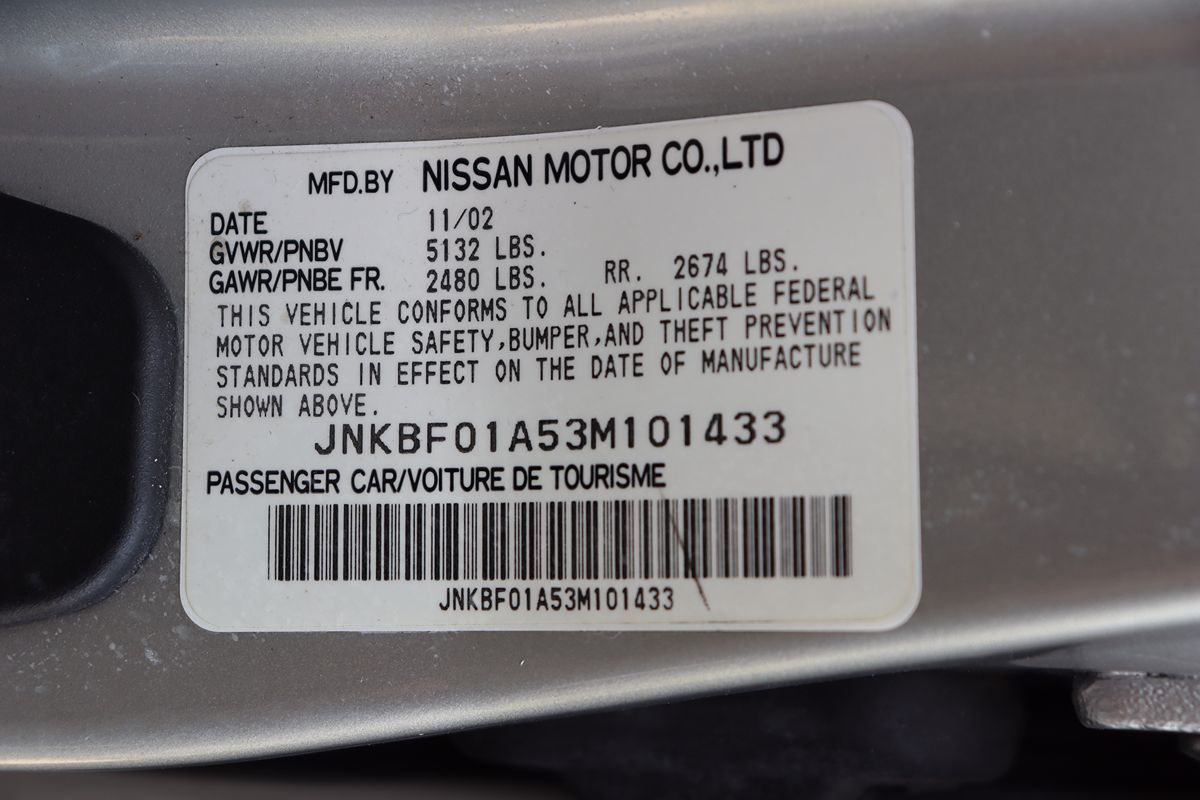 MFD.BY NISSAN MOTOR CO.,LTD
DATE 11/02
GVWR/PNBV 5132 LBS.
GAWR/PNBE FR. 2480 LBS. RR. 2674 LBS.
THIS VEHICLE CONFORMS TO ALL APPLICABLE FEDERAL
MOTOR VEHICLE SAFETY,BUMPER,AND THEFT PREVENTION
STANDARDS IN EFFECT ON THE DATE OF MANUFACTURE
SHOWN ABOVE.
JNKBF01A53M101433
PASSENGER CAR/VOITURE DE TOURISME
JNKBF01A53M101433